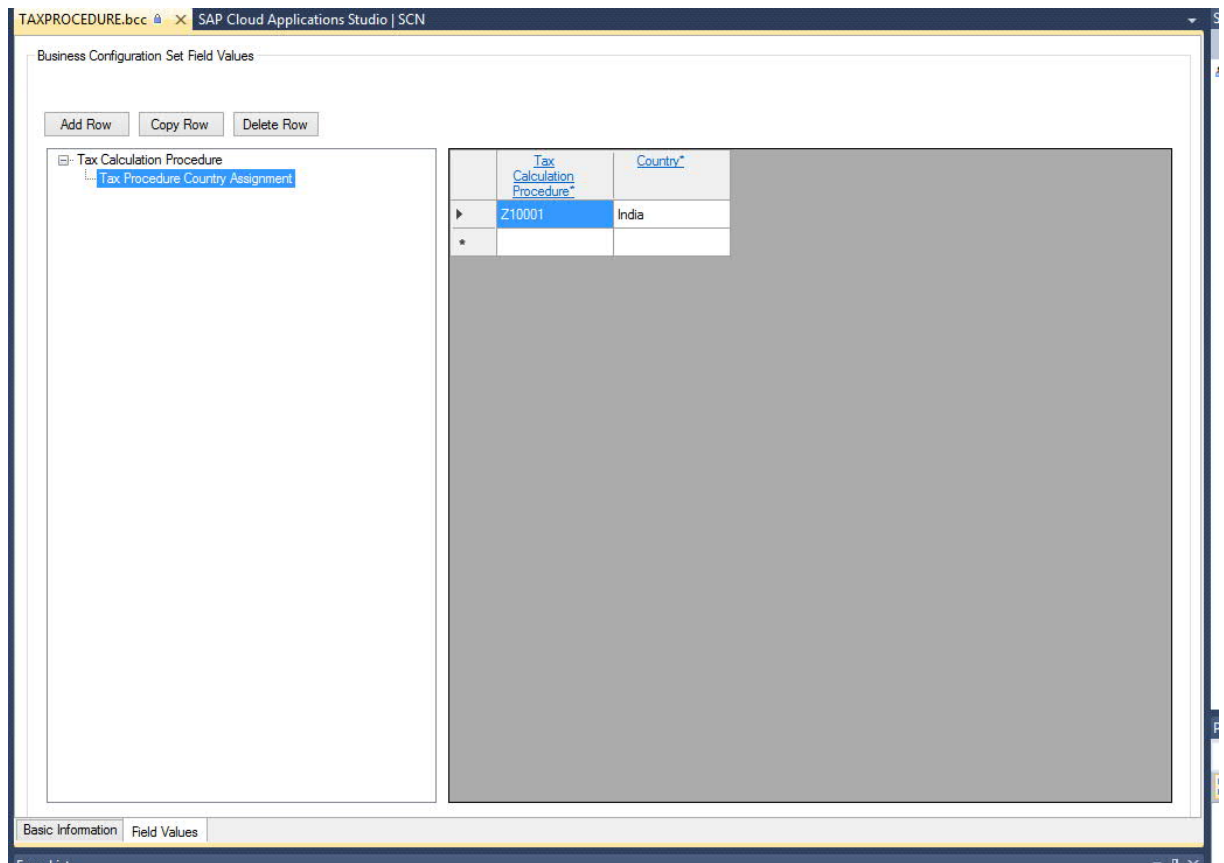 TAXPROCEDURE.bcc SAP Cloud Applications Studio | SCN
Business Configuration Set Field Values
Add Row Copy Row Delete Row
Tax Calculation Procedure
Tax Procedure Country Assignment
Tax
Calculation
Procedure*
Country*
Z10001 India
*
Basic Information Field Values